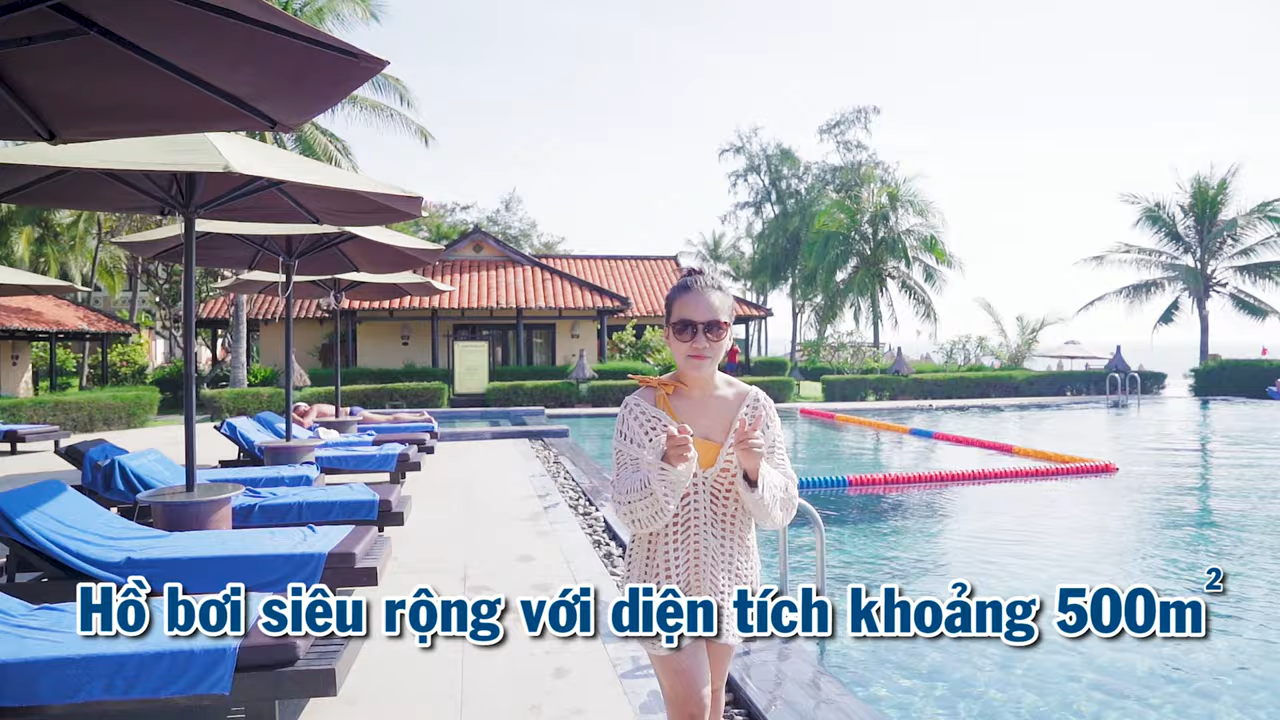 Hồ bơi siêu rộng với diện tích khoảng 500m²